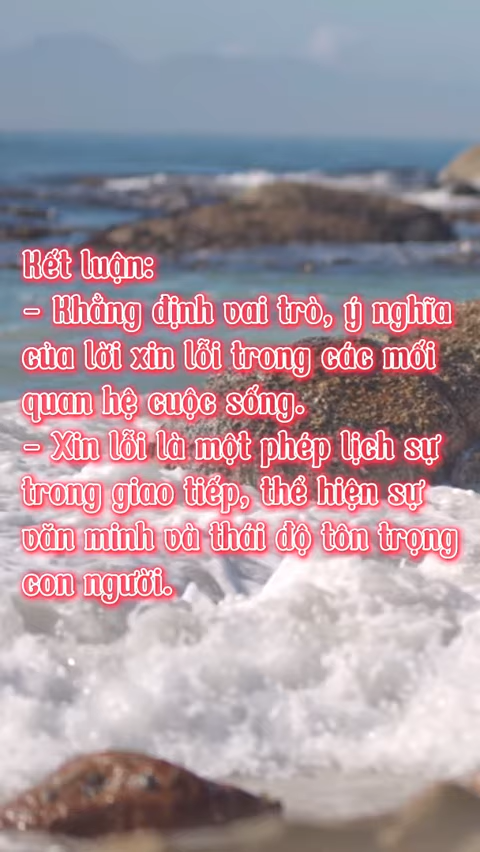 Kết luận:
- Khẳng định vai trò, ý nghĩa
của lời xin lỗi trong các mối
quan hệ cuộc sống.
- Xin lỗi là một phép lịch sự
trong giao tiếp, thể hiện sự
văn minh và thái độ tôn trọng
con người.